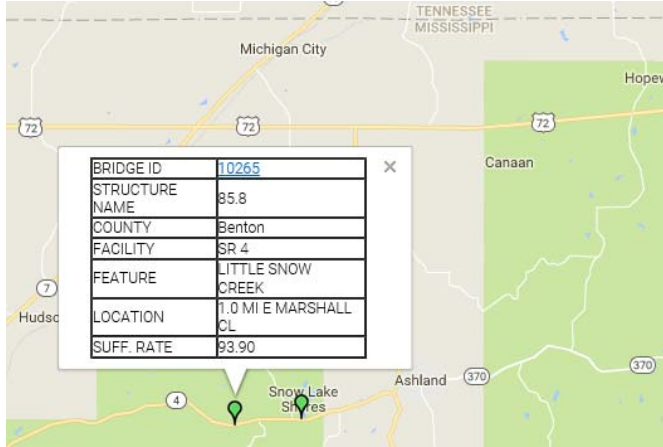 TENNESSEE
MISSISSIPPI
Michigan City
72
72
72
Canaan
7
4
Snow Lake
Shores
Ashland
370
370
×
BRIDGE ID 10265
STRUCTURE
NAME 85.8
COUNTY Benton
FACILITY SR 4
FEATURE LITTLE SNOW
CREEK
LOCATION 1.0 MI E MARSHALL
CL
SUFF. RATE 93.90